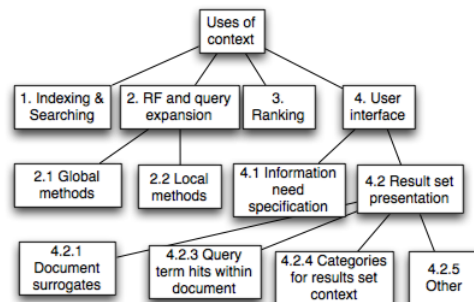 Uses of
context
1. Indexing &
Searching
2. RF and query
expansion
3.
Ranking
4. User
interface
2.1 Global
methods
2.2 Local
methods
4.1 Information
need
specification
4.2 Result set
presentation
4.2.1
Document
surrogates
4.2.3 Query
term hits within
document
4.2.4 Categories
for results set
context
4.2.5
Other